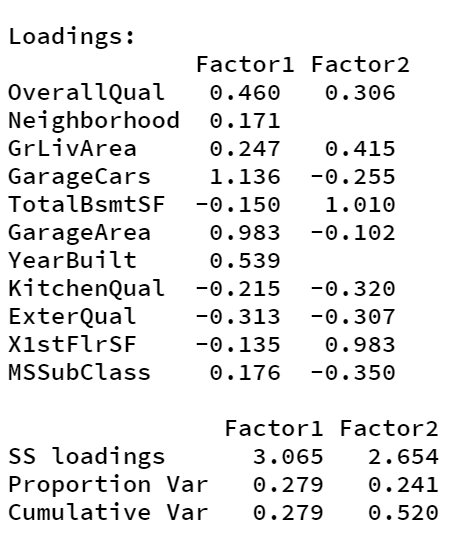 Loadings:
              Factor1 Factor2
OverallQual    0.460   0.306
Neighborhood   0.171
GrLivArea      0.247   0.415
GarageCars     1.136  -0.255
TotalBsmtSF   -0.150   1.010
GarageArea     0.983  -0.102
YearBuilt      0.539
KitchenQual   -0.215  -0.320
ExterQual     -0.313  -0.307
X1stFlrSF     -0.135   0.983
MSSubClass     0.176  -0.350
                Factor1 Factor2
SS loadings       3.065   2.654
Proportion Var    0.279   0.241
Cumulative Var    0.279   0.520